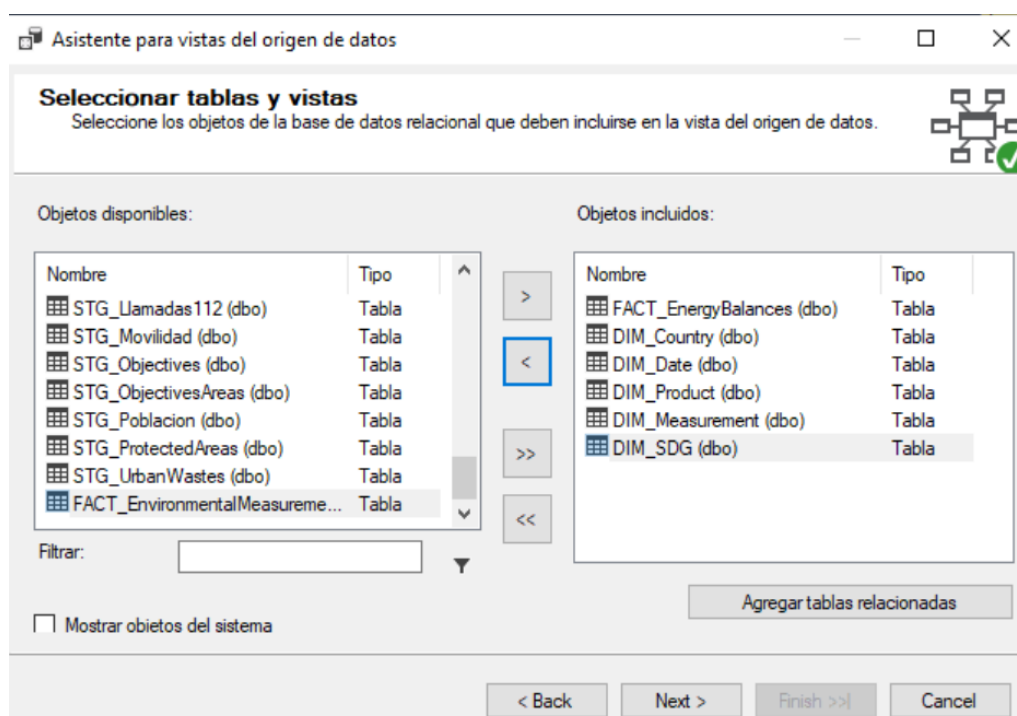 Asistente para vistas del origen de datos
Seleccionar tablas y vistas
Seleccione los objetos de la base de datos relacional que deben incluirse en la vista del origen de datos.
Objetos disponibles:
Nombre Tipo
STG_Llamadas112 (dbo) Tabla
STG_Movilidad (dbo) Tabla
STG_Objectives (dbo) Tabla
STG_ObjectivesAreas (dbo) Tabla
STG_Poblacion (dbo) Tabla
STG_ProtectedAreas (dbo) Tabla
STG_UrbanWastes (dbo) Tabla
FACT_EnvironmentalMeasureme... Tabla
Filtrar:
Mostrar objetos del sistema
>
<
>>
<<
Objetos incluidos:
Nombre Tipo
FACT_EnergyBalances (dbo) Tabla
DIM_Country (dbo) Tabla
DIM_Date (dbo) Tabla
DIM_Product (dbo) Tabla
DIM_Measurement (dbo) Tabla
DIM_SDG (dbo) Tabla
Agregar tablas relacionadas
< Back Next > Finish >>| Cancel